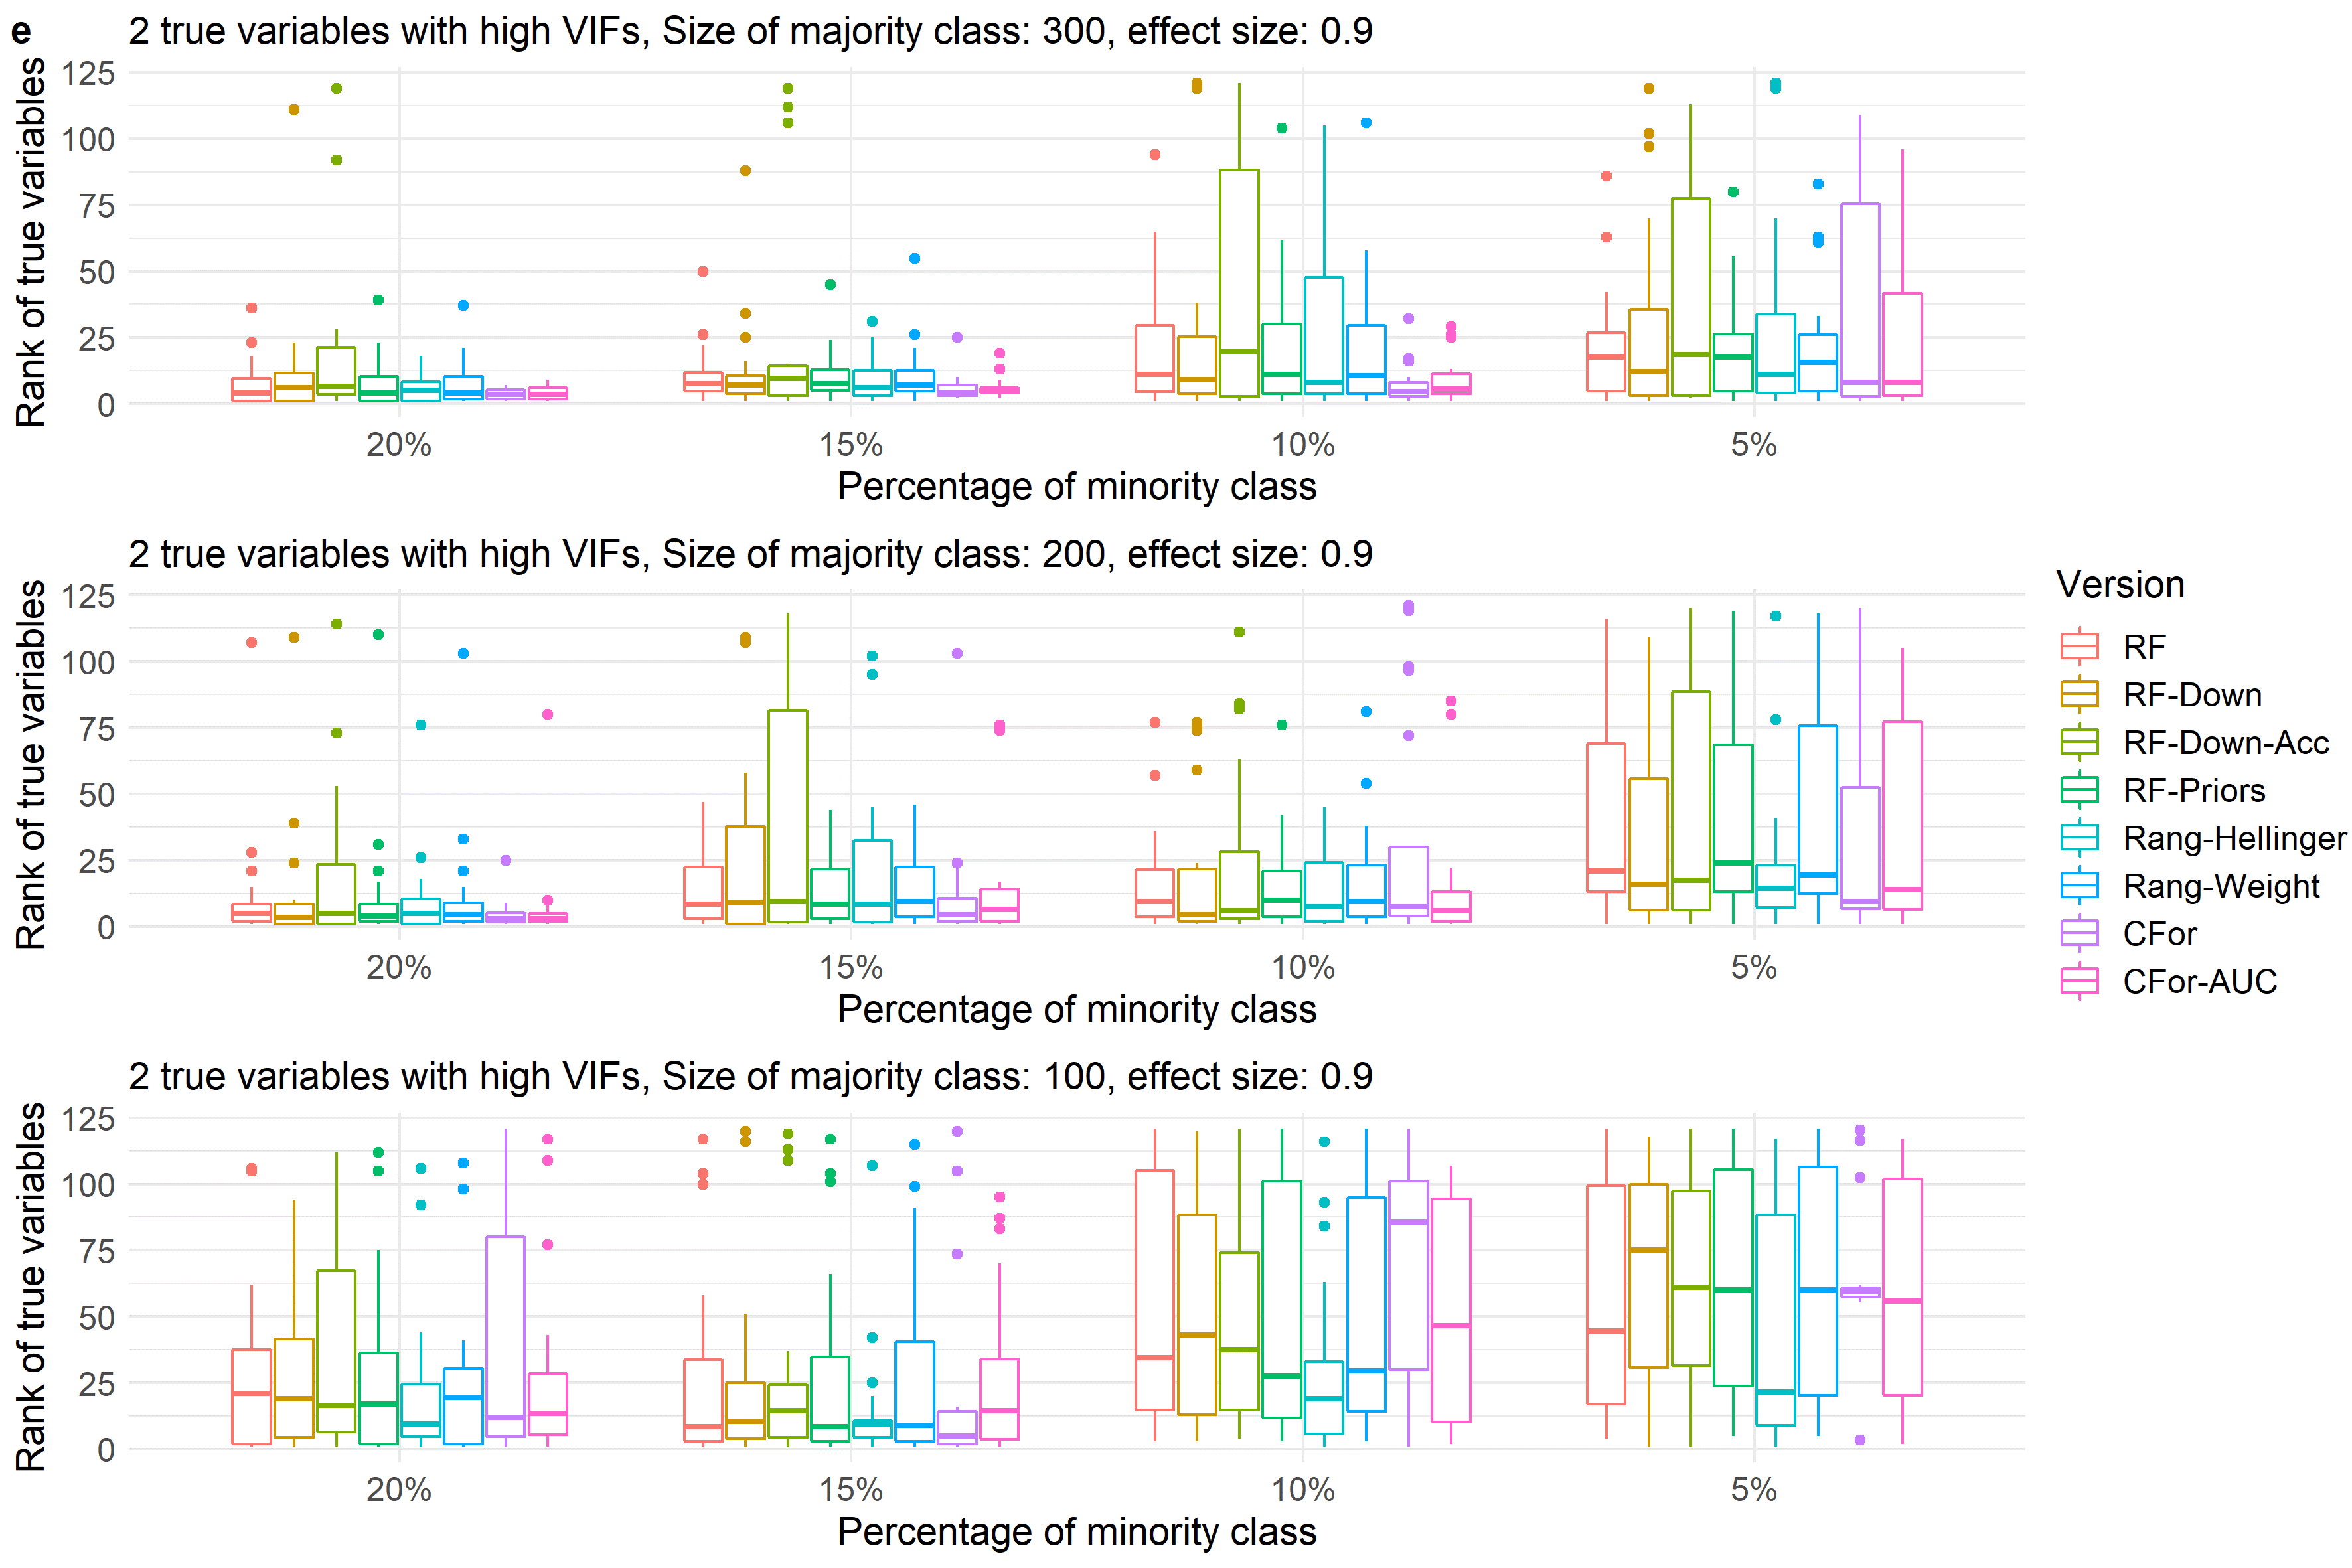 e
2 true variables with high VIFs, Size of majority class: 300, effect size: 0.9
Rank of true variables
125
100
75
50
25
0
20%
15%
10%
5%
Percentage of minority class
2 true variables with high VIFs, Size of majority class: 200, effect size: 0.9
Rank of true variables
125
100
75
50
25
0
20%
15%
10%
5%
Percentage of minority class
Version
RF
RF-Down
RF-Down-Acc
RF-Priors
Rang-Hellinger
Rang-Weight
CFor
CFor-AUC
2 true variables with high VIFs, Size of majority class: 100, effect size: 0.9
Rank of true variables
125
100
75
50
25
0
20%
15%
10%
5%
Percentage of minority class